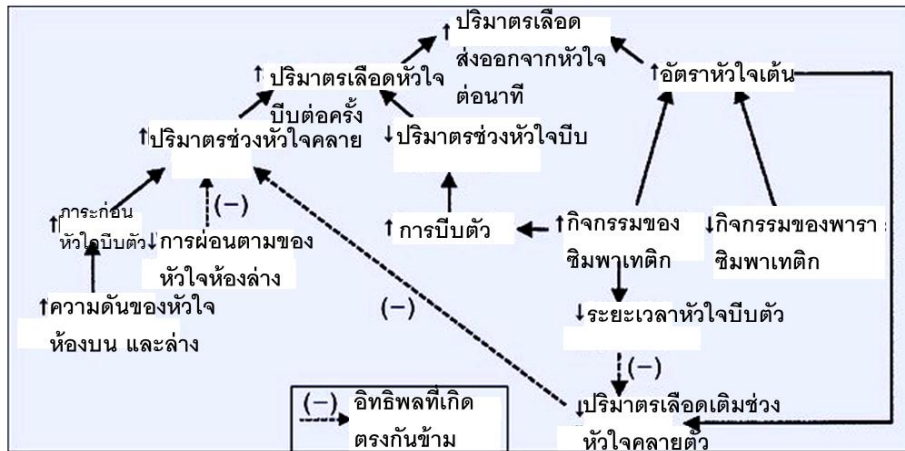 ↑ ปริมาตรเลือด
ส่งออกจากหัวใจ
ต่อนาที
↑ ปริมาตรเลือดหัวใจ
บีบต่อครั้ง
↑อัตราหัวใจเต้น
↑ปริมาตรช่วงหัวใจคลาย
↓ปริมาตรช่วงหัวใจบีบ
↑ภาระก่อน
หัวใจบีบตัว
(-)
↓การผ่อนตามของ
หัวใจห้องล่าง
↑ การบีบตัว
↑กิจกรรมของ
ซิมพาเทติก
↓กิจกรรมของพารา
ซิมพาเทติก
↑ความดันของหัวใจ
ห้องบน และล่าง
(-)
↓ระยะเวลาหัวใจบีบตัว
(-)
↓ปริมาตรเลือดเติมช่วง
หัวใจคลายตัว
(-) อิทธิพลที่เกิด
ตรงกันข้าม